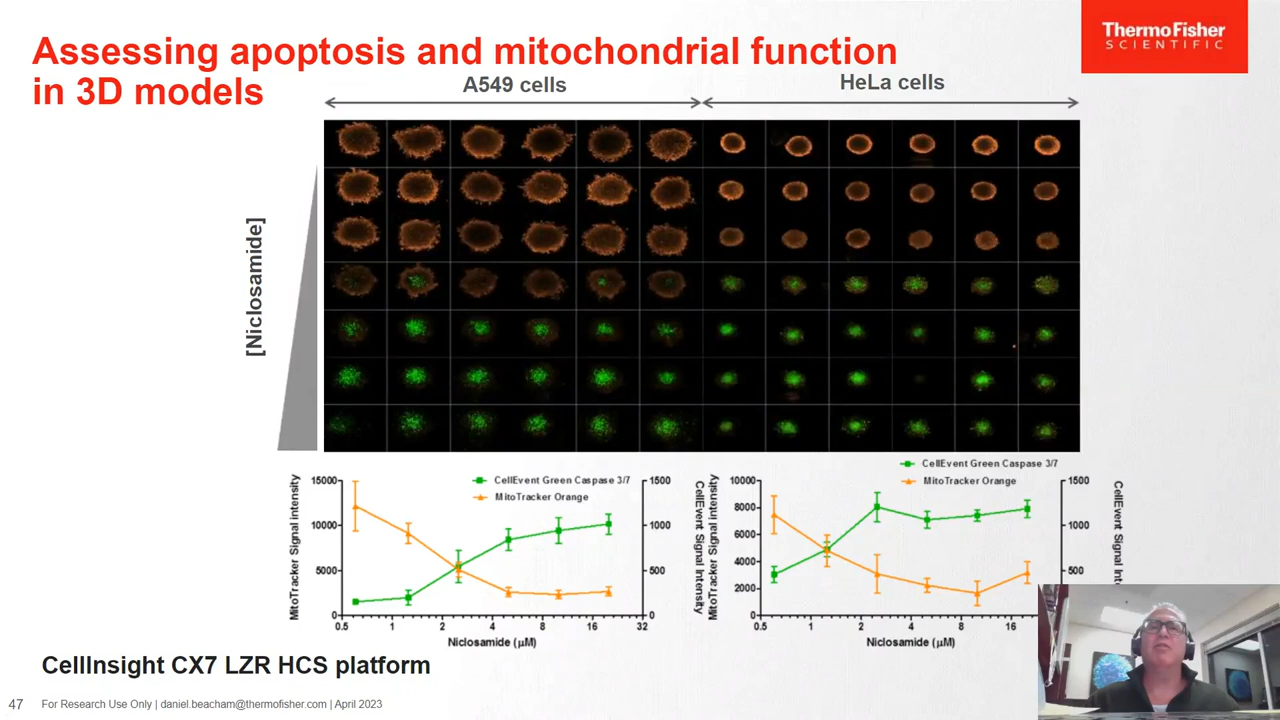 Assessing apoptosis and mitochondrial function
in 3D models
ThermoFisher
SCIENTIFIC
A549 cells
HeLa cells
[Niclosamide]
CellEvent Green Caspase 3/7
MitoTracker Orange
MitoTracker Signal intensity
15000
10000
5000
0
1500
1000
500
0
CellEvent Signal Intensity
0.5 1 2 4 8 16 32
Niclosamide (µM)
CellEvent Green Caspase 3/7
MitoTracker Orange
MitoTracker Signal intensity
10000
8000
6000
4000
2000
0
1500
1000
500
CellEvent Signal Intensity
0.5 1 2 4 8 16
Niclosamide (µM)
CellInsight CX7 LZR HCS platform
47 For Research Use Only | daniel.beacham@thermofisher.com | April 2023